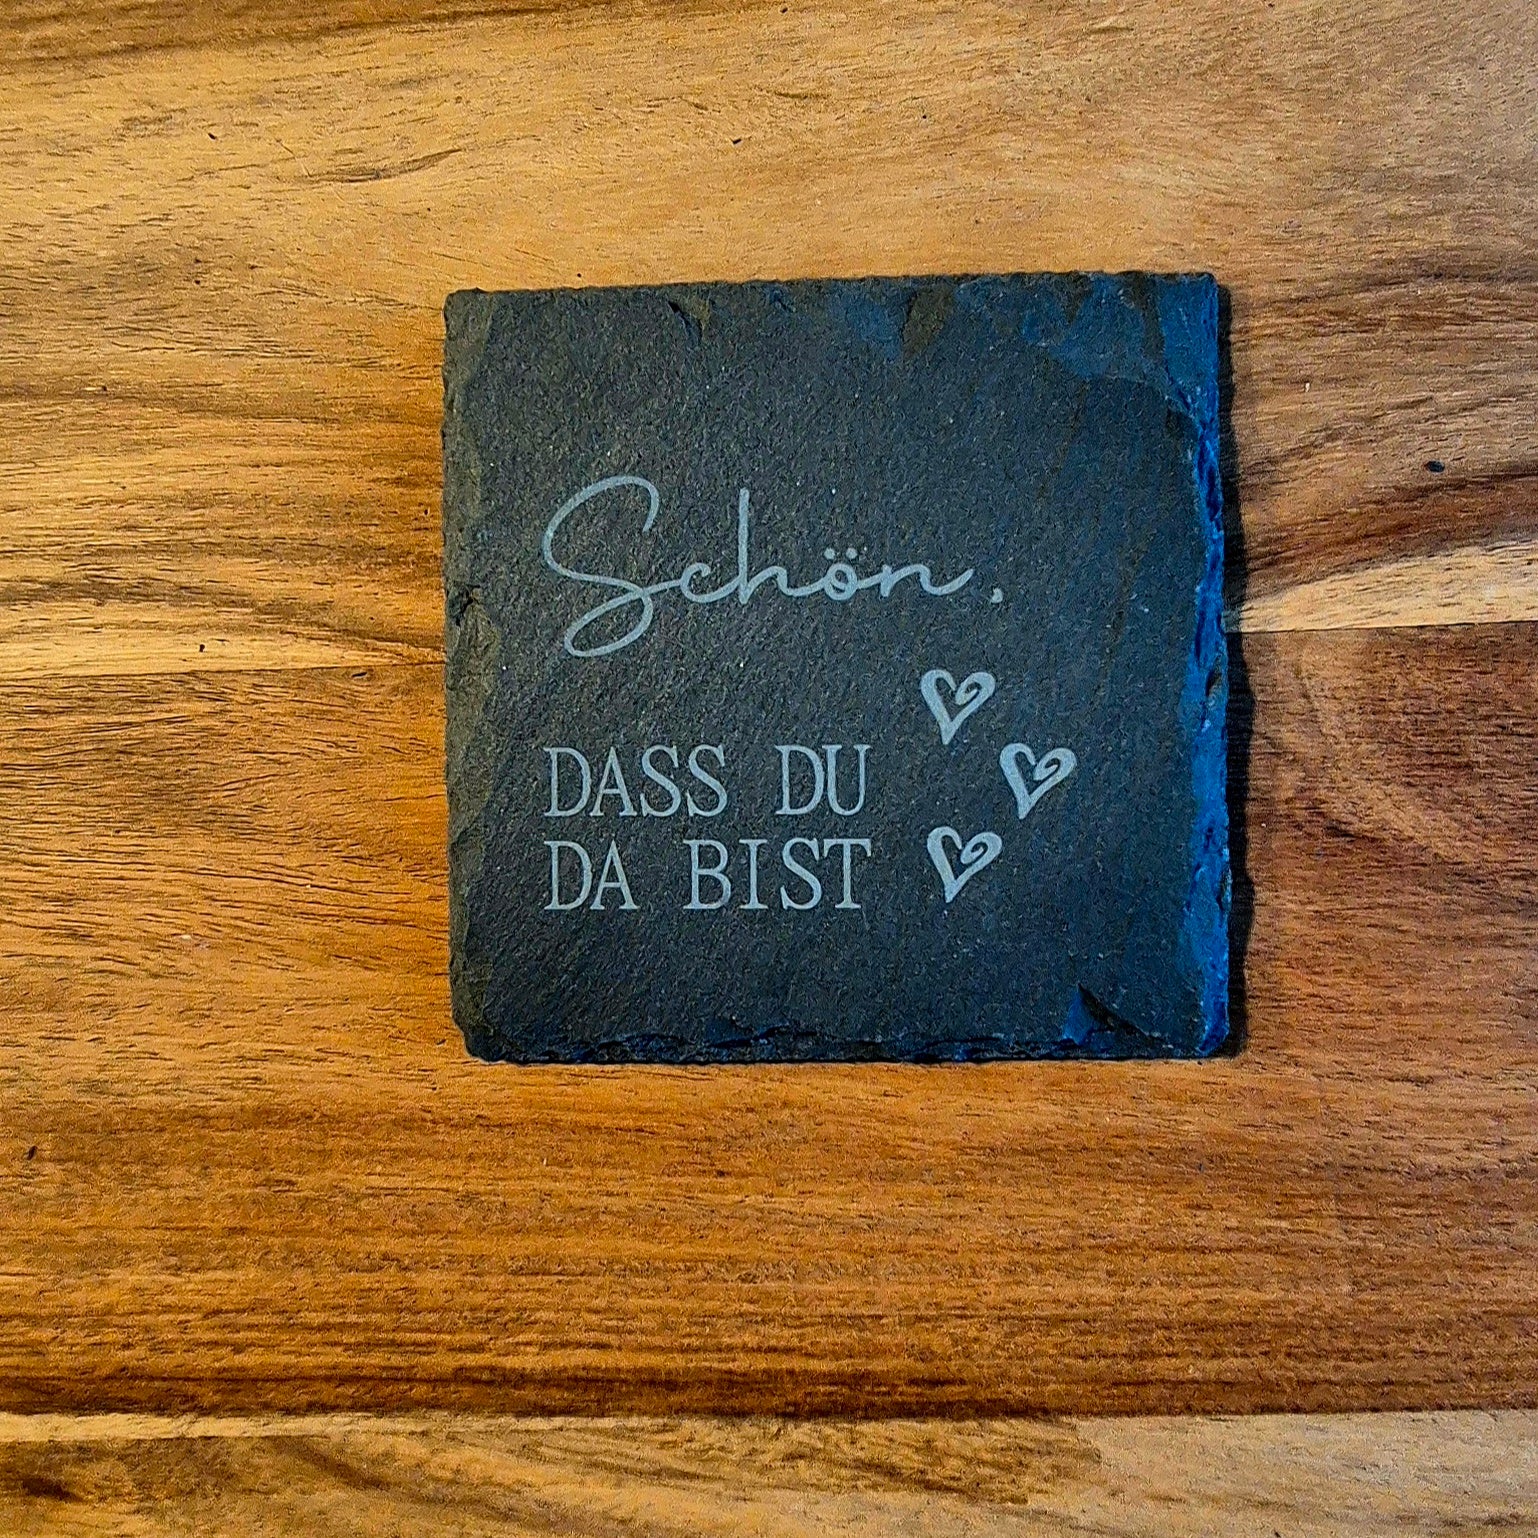 Schön,
DASS DU
DA BIST